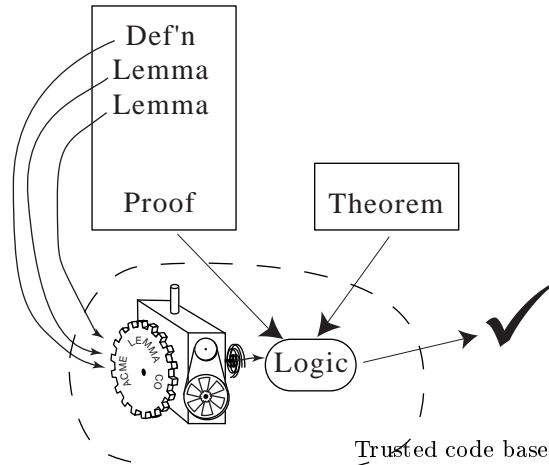 Def'n
Lemma
Lemma
Proof
Theorem
ACME LEMMA CO
Logic
Trusted code base